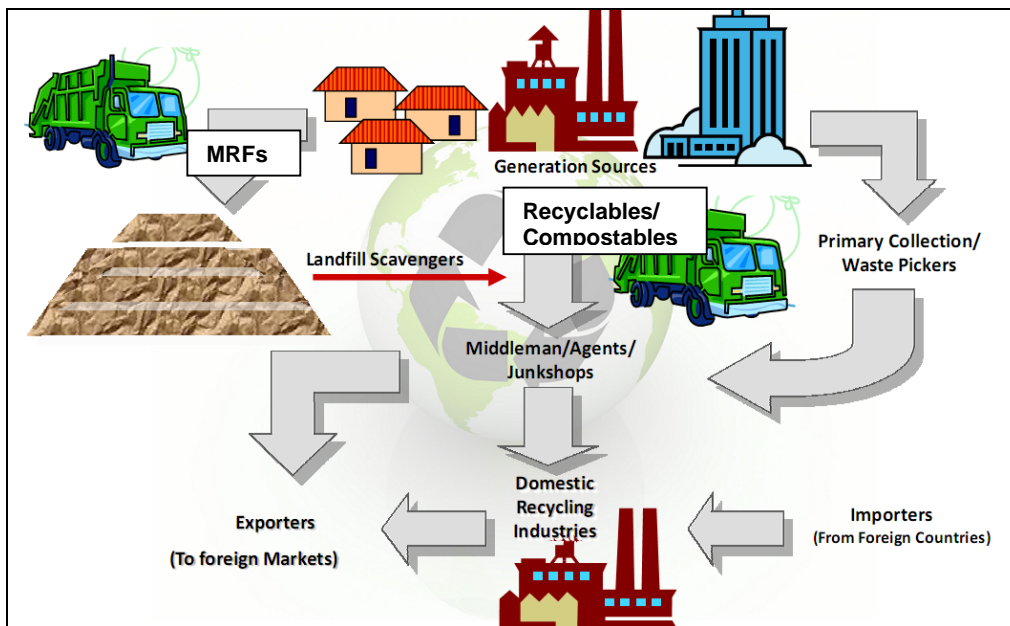 MRFs
Generation Sources
Recyclables/
Compostables
Primary Collection/
Waste Pickers
Landfill Scavengers
Middleman/Agents/
Junkshops
Domestic
Recycling
Industries
Exporters
(To foreign Markets)
Importers
(From Foreign Countries)